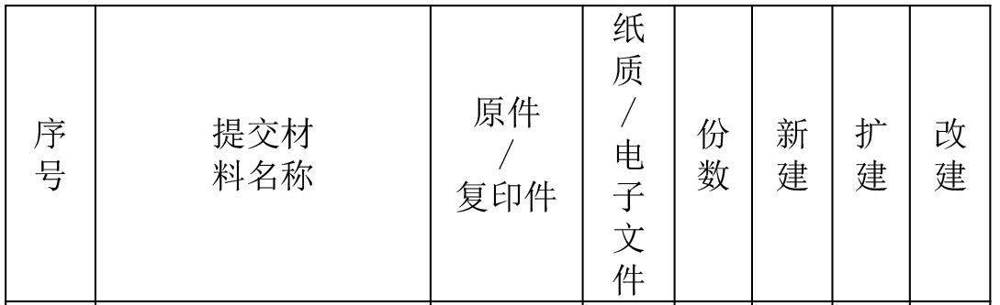 序
号
提交材
料名称
原件
/
复印件
纸
质
/
电
子
文
件
份
数
新
建
扩
建
改
建